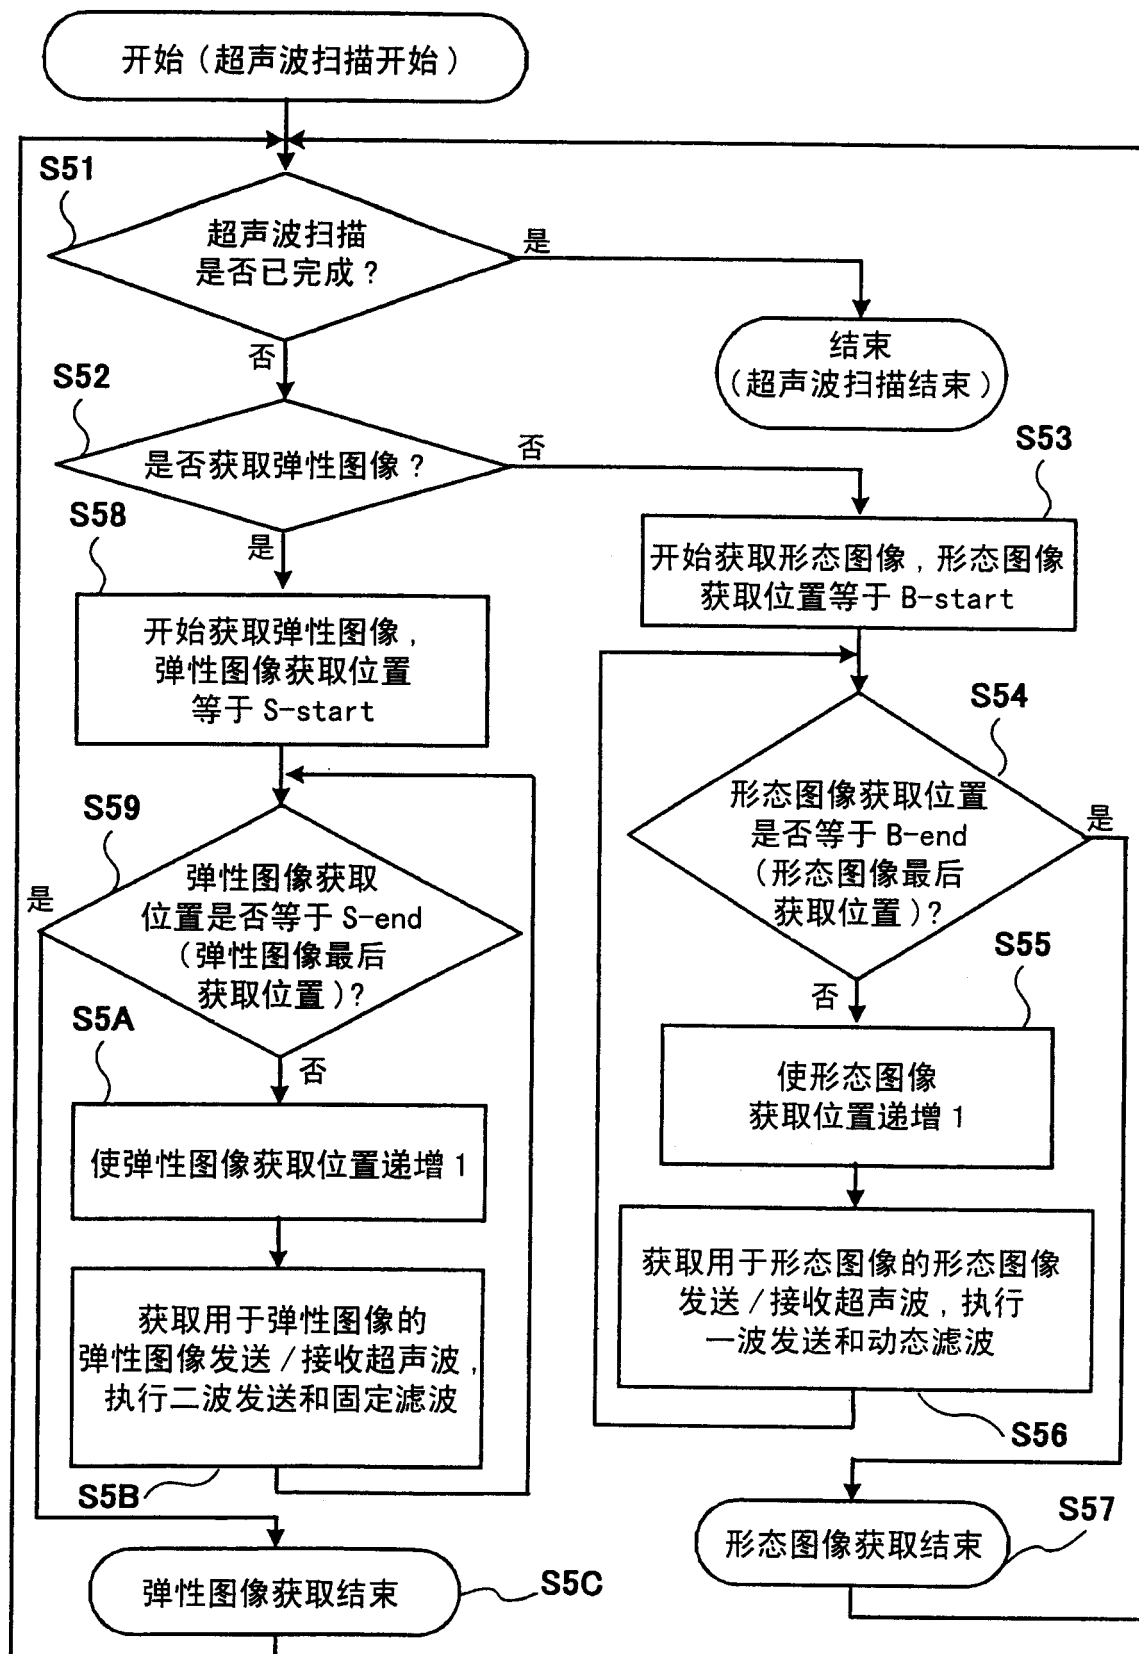 开始(超声波扫描开始)
S51
超声波扫描
是否已完成?
是
结束
(超声波扫描结束)
否
S52
是否获取弹性图像?
否
S53
开始获取形态图像,形态图像
获取位置等于 B-start
S58
是
开始获取弹性图像,
弹性图像获取位置
等于 S-start
S54
形态图像获取位置
是否等于 B-end
(形态图像最后
获取位置)?
是
S59
是
弹性图像获取
位置是否等于 S-end
(弹性图像最后
获取位置)?
否
S55
使形态图像
获取位置递增 1
S5A
否
使弹性图像获取位置递增 1
获取用于形态图像的形态图像
发送/接收超声波,执行
一波发送和动态滤波
S56
获取用于弹性图像的
弹性图像发送/接收超声波,
执行二波发送和固定滤波
S5B
S57
形态图像获取结束
弹性图像获取结束
S5C